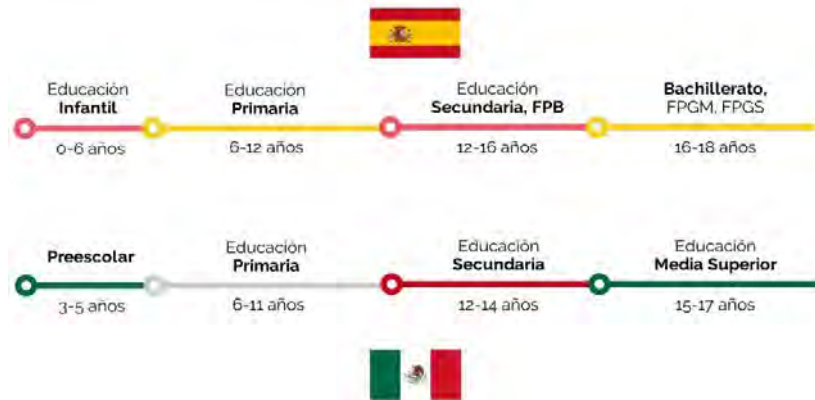 Educación
Infantil
0-6 años
Educación
Primaria
6-12 años
Educación
Secundaria, FPB
12-16 años
Bachillerato,
FPGM, FPGS
16-18 años
Preescolar
3-5 años
Educación
Primaria
6-11 años
Educación
Secundaria
12-14 años
Educación
Media Superior
15-17 años